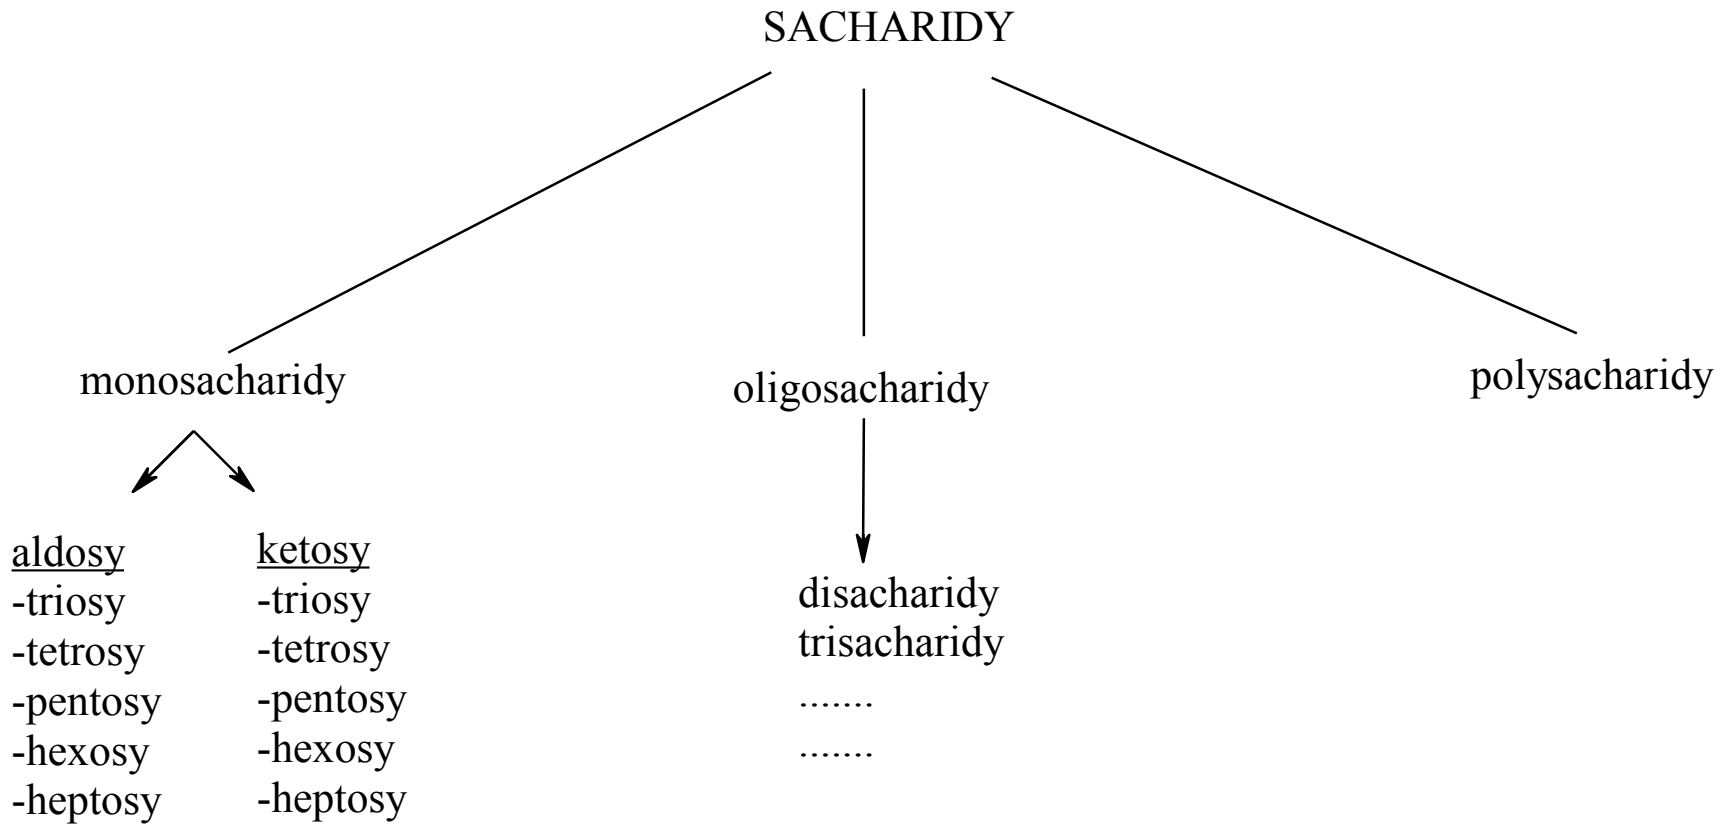 SACHARIDY
monosacharidy
oligosacharidy
polysacharidy
aldosy
-triosy
-tetrosy
-pentosy
-hexosy
-heptosy
ketosy
-triosy
-tetrosy
-pentosy
-hexosy
-heptosy
disacharidy
trisacharidy
.......
.......